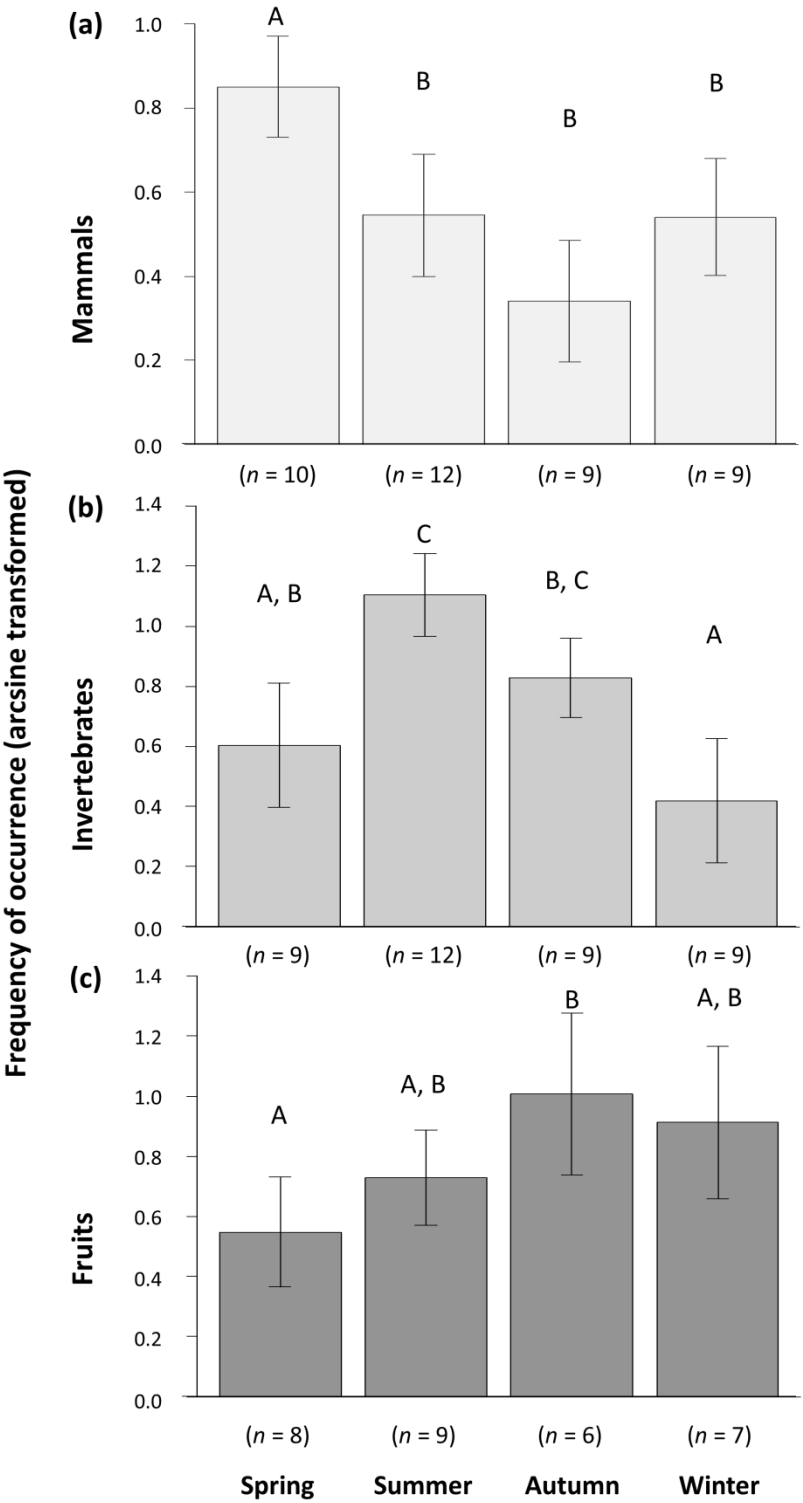 Frequency of occurrence (arcsine transformed)
(a)
Mammals
1.0
0.8
0.6
0.4
0.2
0.0
A
B
B
B
(n = 10) (n = 12) (n = 9) (n = 9)
(b)
Invertebrates
1.4
1.2
1.0
0.8
0.6
0.4
0.2
0.0
A, B
C
B, C
A
(n = 9) (n = 12) (n = 9) (n = 9)
(c)
Fruits
1.4
1.2
1.0
0.8
0.6
0.4
0.2
0.0
A
A, B
B
A, B
(n = 8) (n = 9) (n = 6) (n = 7)
Spring Summer Autumn Winter